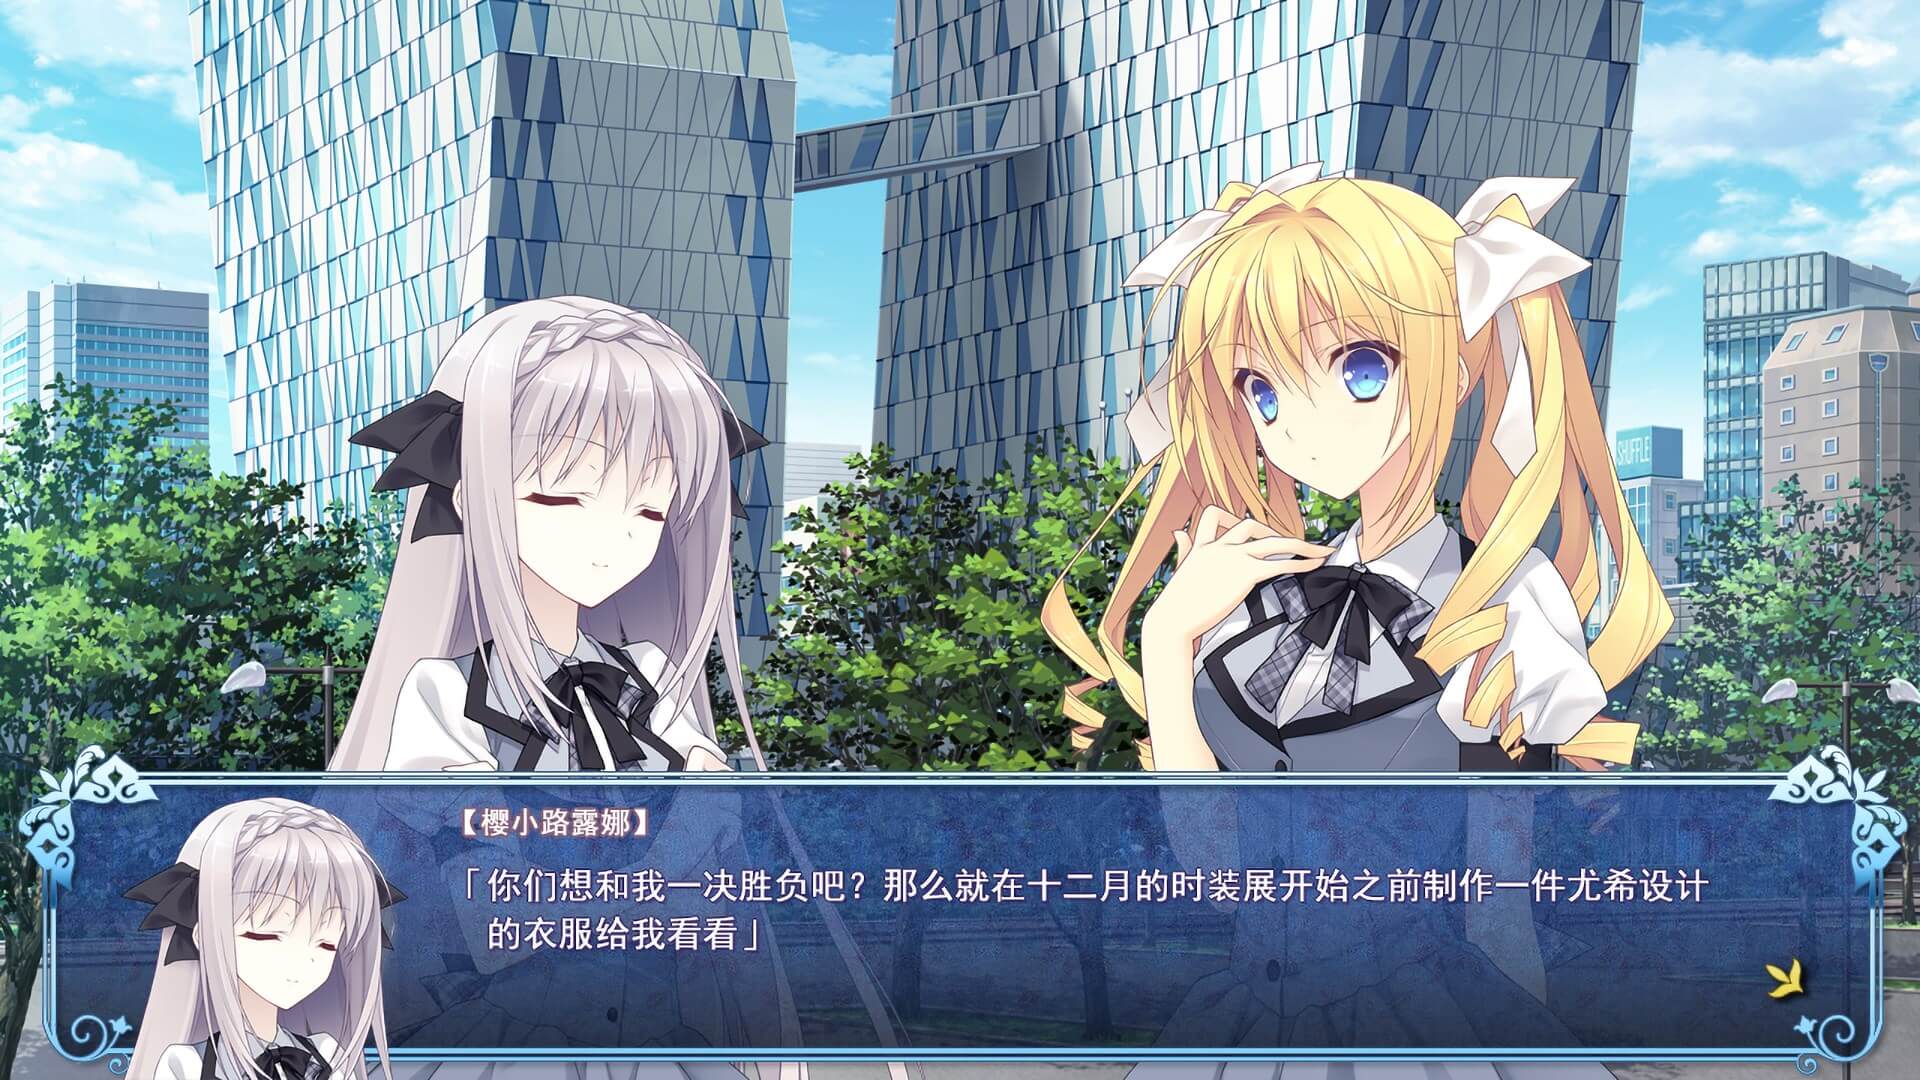 SHUFFLE
【樱小路露娜】
「你们想和我一决胜负吧？那么就在十二月的时装展开始之前制作一件尤希设计
的衣服给我看看」